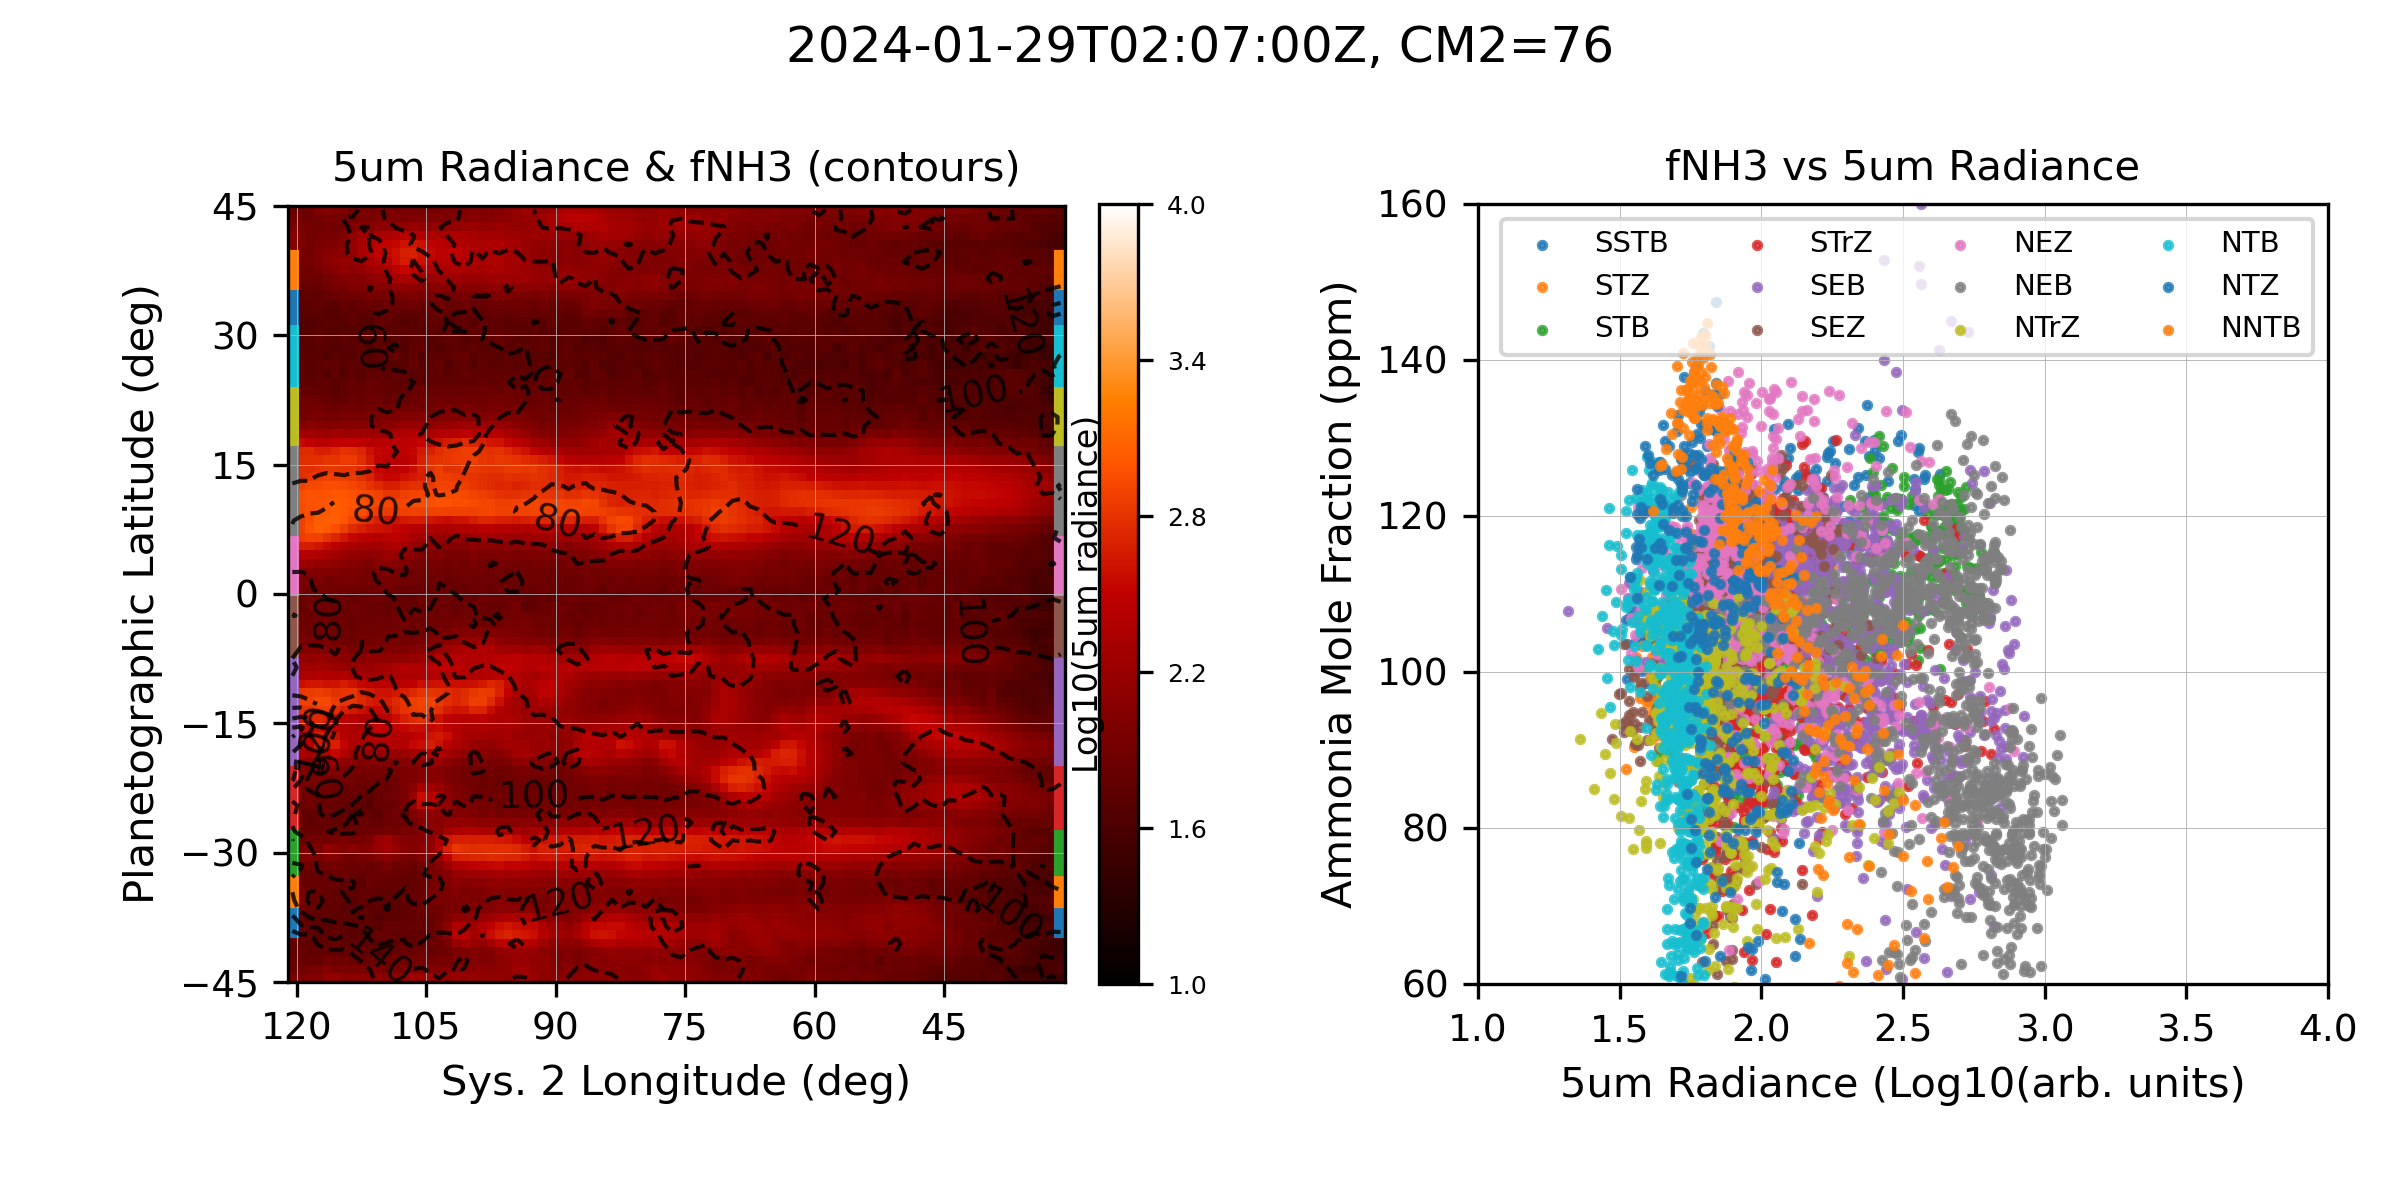 2024-01-29T02:07:00Z, CM2=76
5um Radiance & fNH3 (contours)
45
30
15
0
−15
−30
−45
Planetographic Latitude (deg)
120
105
90
75
60
45
Sys. 2 Longitude (deg)
120
100
80
80
120
80
100
80
100
120
120
100
140
Log10(5um radiance)
4.0
3.4
2.8
2.2
1.6
1.0
fNH3 vs 5um Radiance
160
140
120
100
80
60
Ammonia Mole Fraction (ppm)
SSTB
STZ
STB
STrZ
SEB
SEZ
NEZ
NEB
NTrZ
NTB
NTZ
NNTB
1.0
1.5
2.0
2.5
3.0
3.5
4.0
5um Radiance (Log10(arb. units)